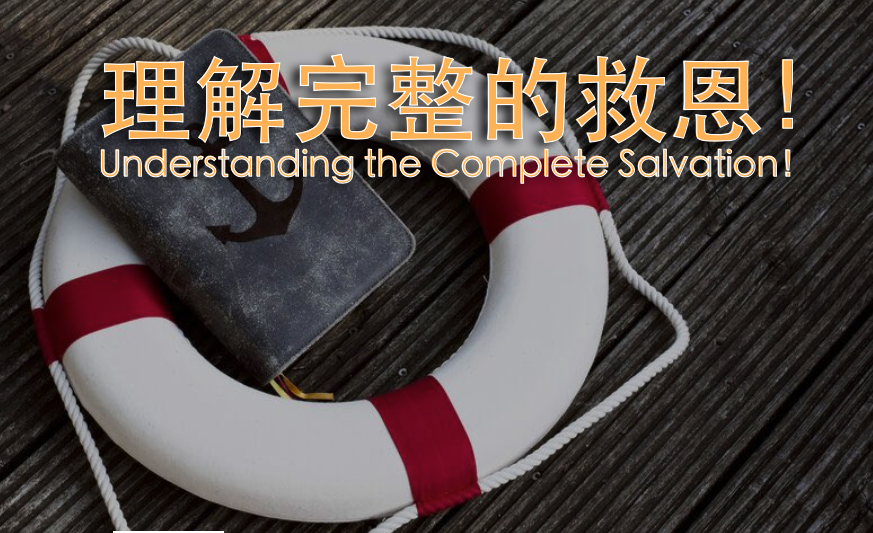 理解完整的救恩!
Understanding the Complete Salvation!